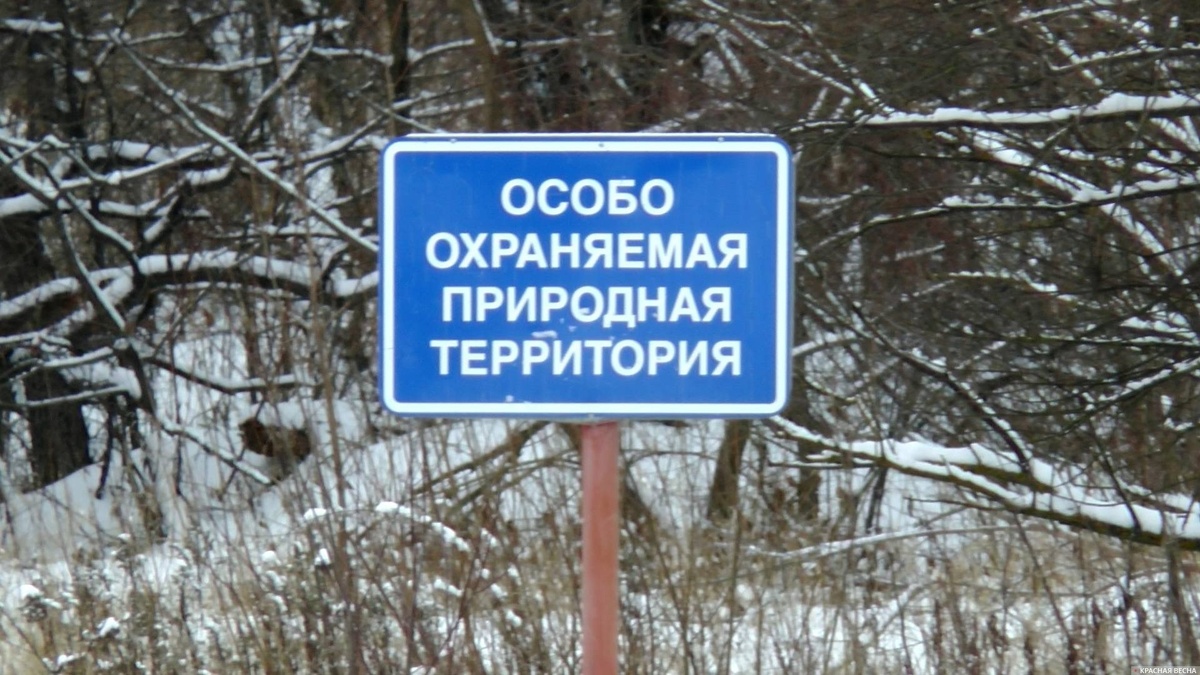 ОСОБО
ОХРАНЯЕМАЯ
ПРИРОДНАЯ
ТЕРРИТОРИЯ
© КРАСНАЯ ВЕСНА